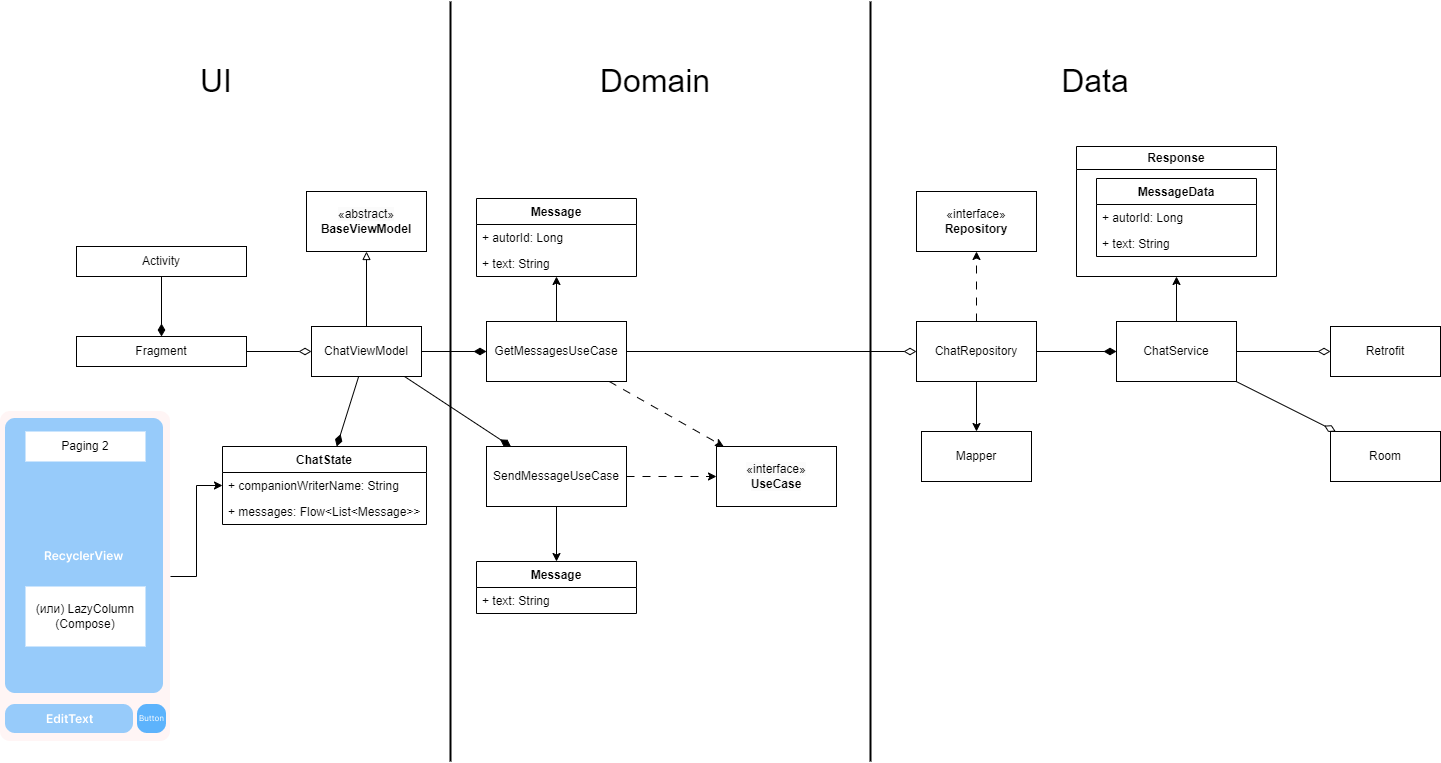 UI
Domain
Data
Activity
Fragment
«abstract»
BaseViewModel
ChatViewModel
ChatState
+ companionWriterName: String
+ messages: Flow<List<Message>>
Paging 2
RecyclerView
(или) LazyColumn
(Compose)
EditText
Button
Message
+ autorId: Long
+ text: String
GetMessagesUseCase
SendMessageUseCase
«interface»
UseCase
Message
+ text: String
«interface»
Repository
ChatRepository
Mapper
Response
MessageData
+ autorId: Long
+ text: String
ChatService
Retrofit
Room